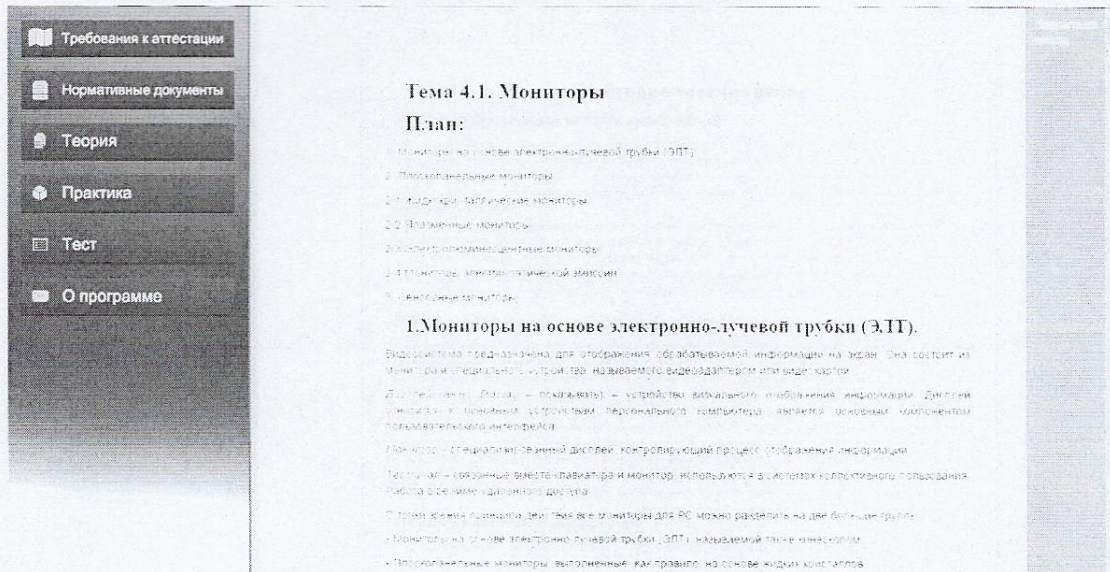 Требования к аттестации
Нормативные документы
Теория
Практика
Тест
О программе
Тема 4.1. Мониторы
План:
1. Мониторы на основе электронно-лучевой трубки (ЭЛТ)
2. Плоскопанельные мониторы
2.1 Жидкокристаллические мониторы
2.2 Плазменные мониторы
2.3 Электролюминесцентные мониторы
2.4 Мониторы электростатической эмиссии
3. Сенсорные мониторы
1.Мониторы на основе электронно-лучевой трубки (ЭЛТ).
Видеосистема предназначена для отображения обрабатываемой информации на экран. Она состоит из
монитора и специального устройства, называемого видеоадаптером или видеокартой.
– показывать) – устройство визуального отображения информации. Дисплей
относится к основным устройствам персонального компьютера, является основным компонентом
пользовательского интерфейса.
Монитор – специализированный дисплей, контролирующий процесс отображения информации.
Терминал – связанные вместе клавиатура и монитор, используются в системах коллективного пользования,
работа в режиме удаленного доступа.
С точки зрения принципа действия все мониторы для PC можно разделить на две большие группы:
- Мониторы на основе электронно-лучевой трубки (ЭЛТ), называемой также кинескопом
- Плоскопанельные мониторы, выполненные, как правило, на основе жидких кристаллов.